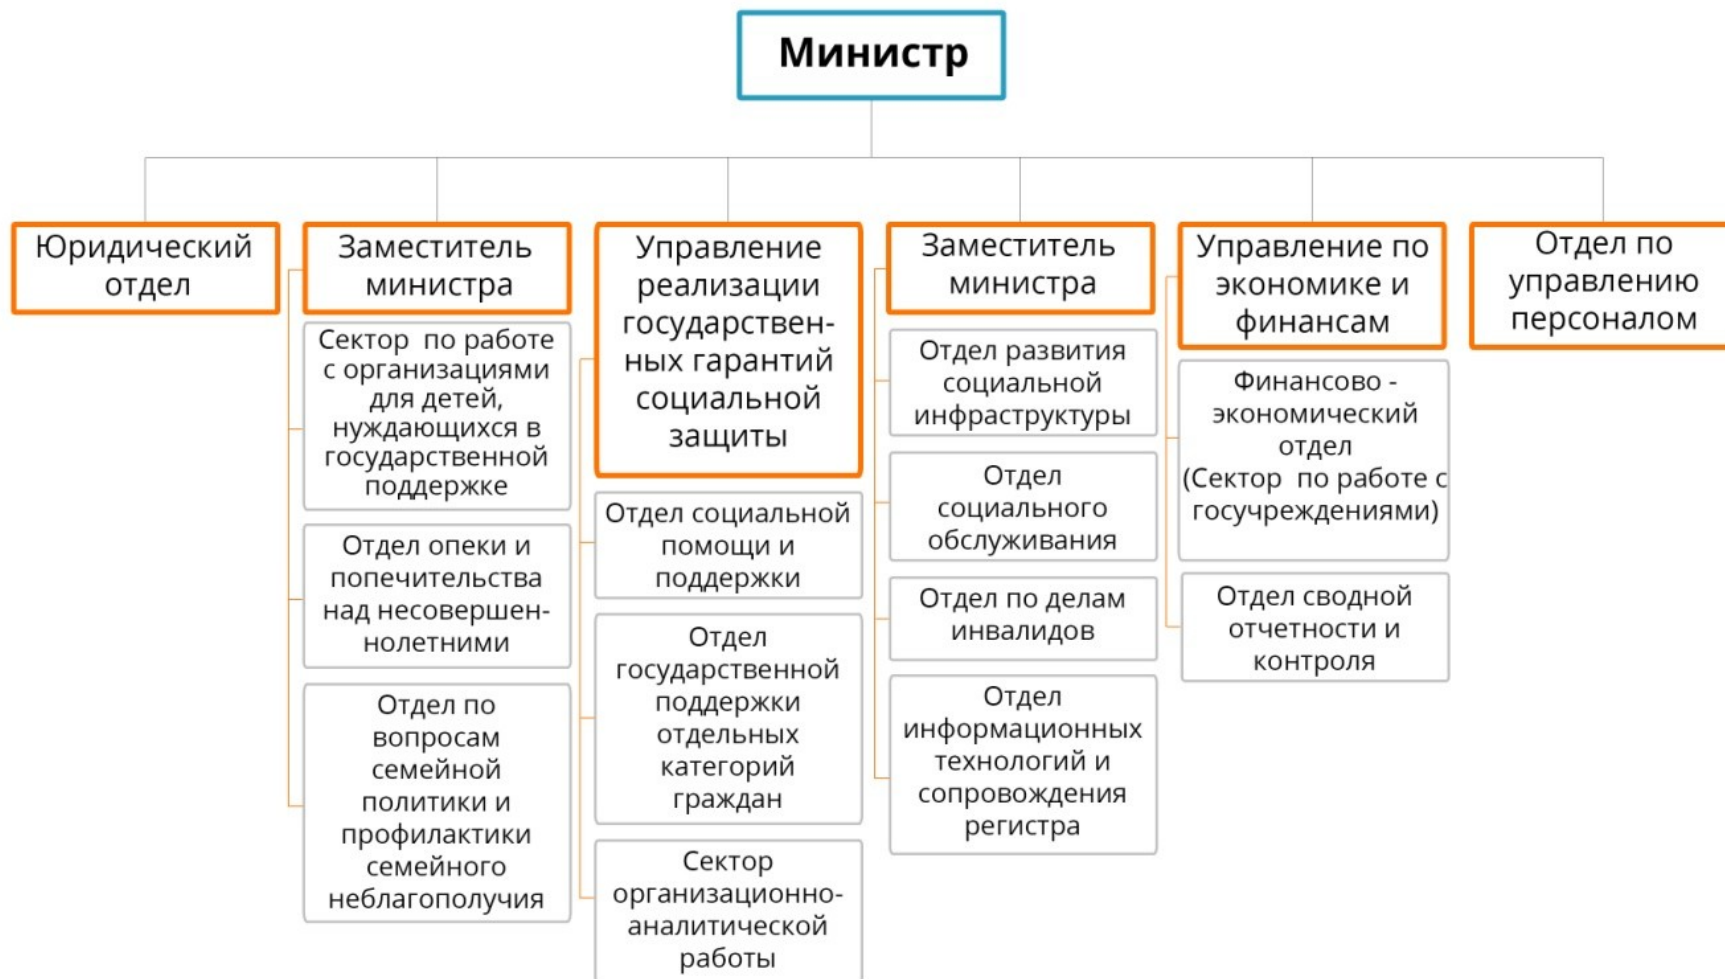 Министр
Юридический
отдел
Заместитель
министра
Сектор по работе
с организациями
для детей,
нуждающихся в
государственной
поддержке
Отдел опеки и
попечительства
над несовершен-
нолетними
Отдел по
вопросам
семейной
политики и
профилактики
семейного
неблагополучия
Управление
реализации
государствен-
ных гарантий
социальной
защиты
Отдел социальной
помощи и
поддержки
Отдел
государственной
поддержки
отдельных
категорий
граждан
Сектор
организационно-
аналитической
работы
Заместитель
министра
Отдел развития
социальной
инфраструктуры
Отдел
социального
обслуживания
Отдел по делам
инвалидов
Отдел
информационных
технологий и
сопровождения
регистра
Управление по
экономике и
финансам
Финансово -
экономический
отдел
(Сектор по работе с
госучреждениями)
Отдел сводной
отчетности и
контроля
Отдел по
управлению
персоналом